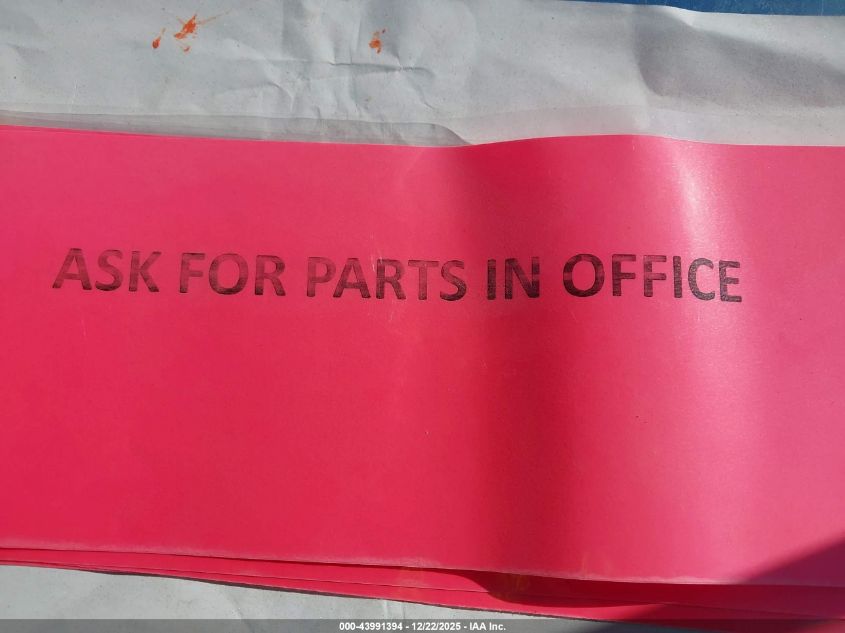 ASK FOR PARTS IN OFFICE
000-43991394 | 12/22/2025 - IAA Inc.